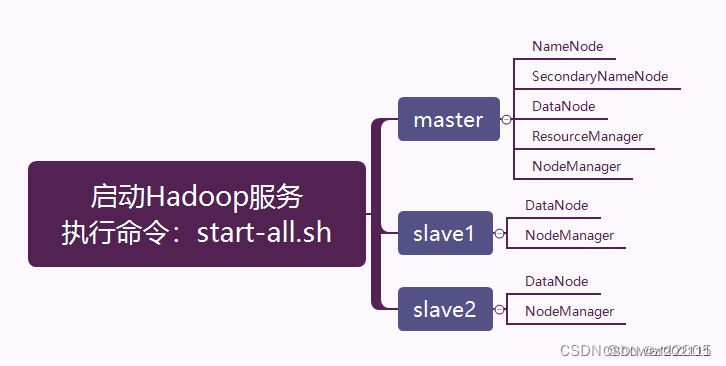 启动Hadoop服务
执行命令：start-all.sh
master
NameNode
SecondaryNameNode
DataNode
ResourceManager
NodeManager
slave1
DataNode
NodeManager
slave2
DataNode
NodeManager
CSDN